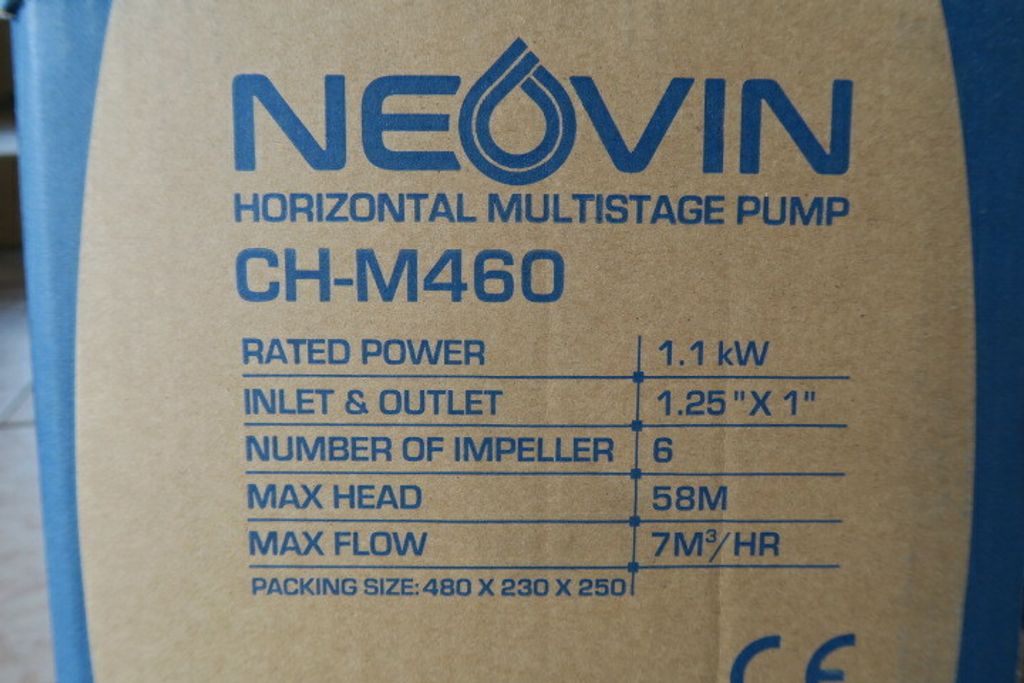 NEOVIN
HORIZONTAL MULTISTAGE PUMP
CH-M460
RATED POWER 1.1 kW
INLET & OUTLET 1.25 "X 1"
NUMBER OF IMPELLER 6
MAX HEAD 58M
MAX FLOW 7M³/HR
PACKING SIZE: 480 X 230 X 250
CE